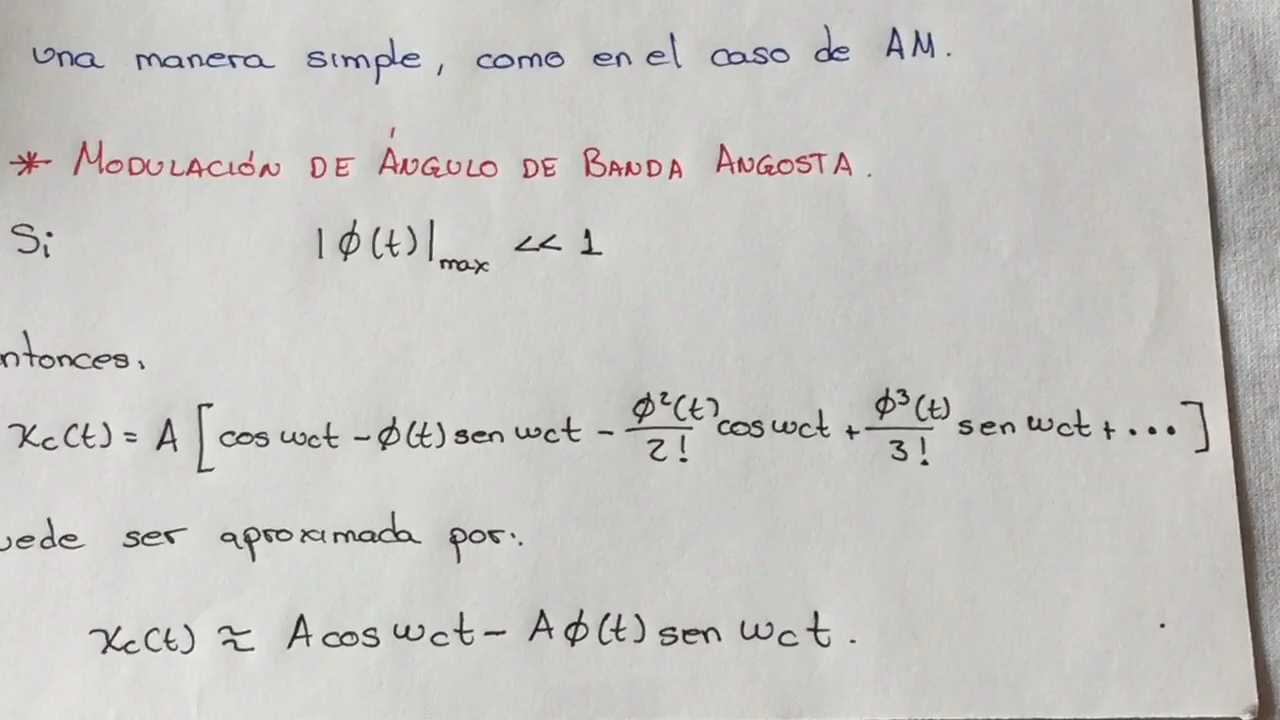 una manera simple, como en el caso de AM.
* MODULACIÓN DE ÁNGULO DE BANDA ANGOSTA.
Si |ϕ(t)|max << 1
ntonces,
xc(t) = A [cos wct - ϕ(t) sen wct - ϕ²(t)/2! cos wct + ϕ³(t)/3! sen wct + ...]
uede ser aproximada por:
xc(t) ≈ A cos wct - A ϕ(t) sen wct.